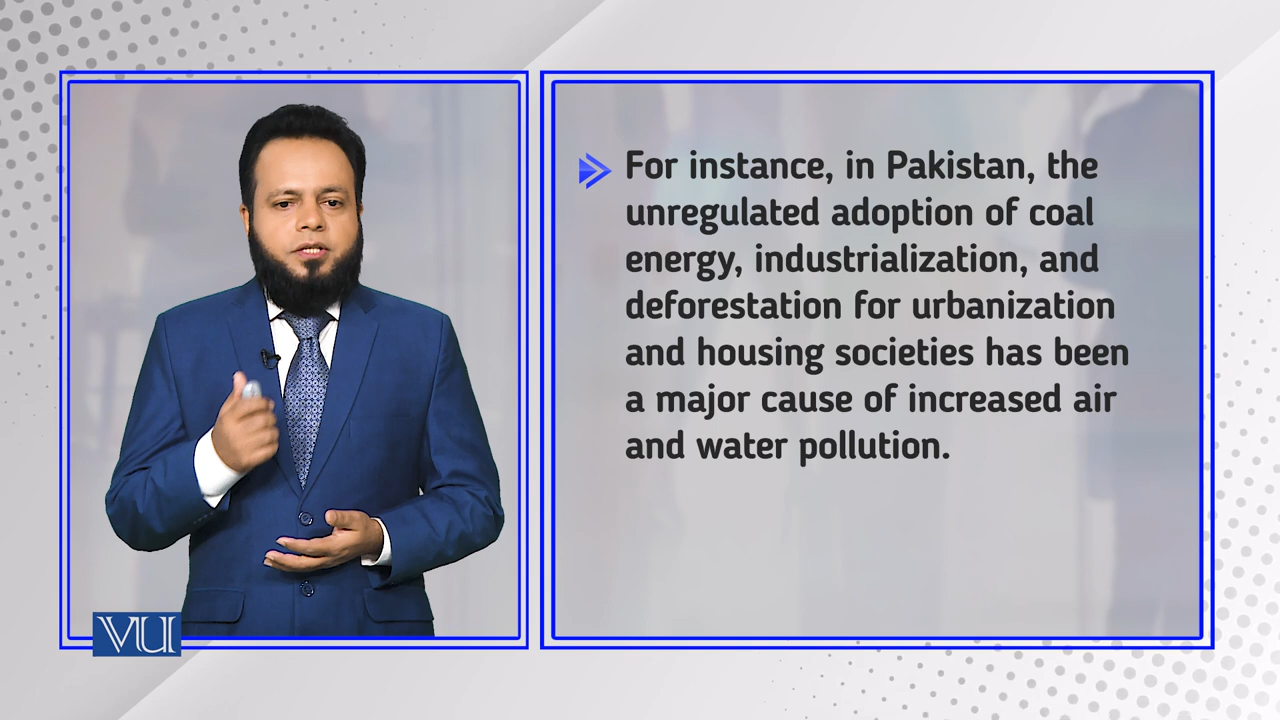 For instance, in Pakistan, the
unregulated adoption of coal
energy, industrialization, and
deforestation for urbanization
and housing societies has been
a major cause of increased air
and water pollution.
VU